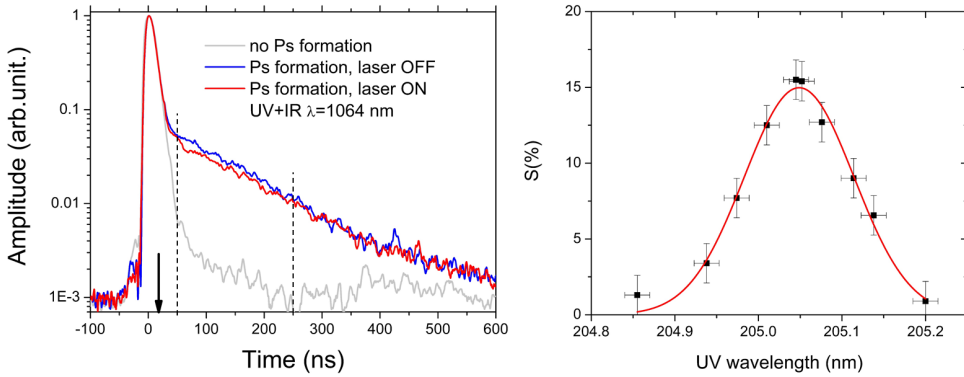 1
0.1
0.01
1E-3
Amplitude (arb.unit.)
no Ps formation
Ps formation, laser OFF
Ps formation, laser ON
UV+IR λ=1064 nm
-100 0 100 200 300 400 500 600
Time (ns)
20
15
10
5
0
S(%)
204.8 204.9 205.0 205.1 205.2
UV wavelength (nm)